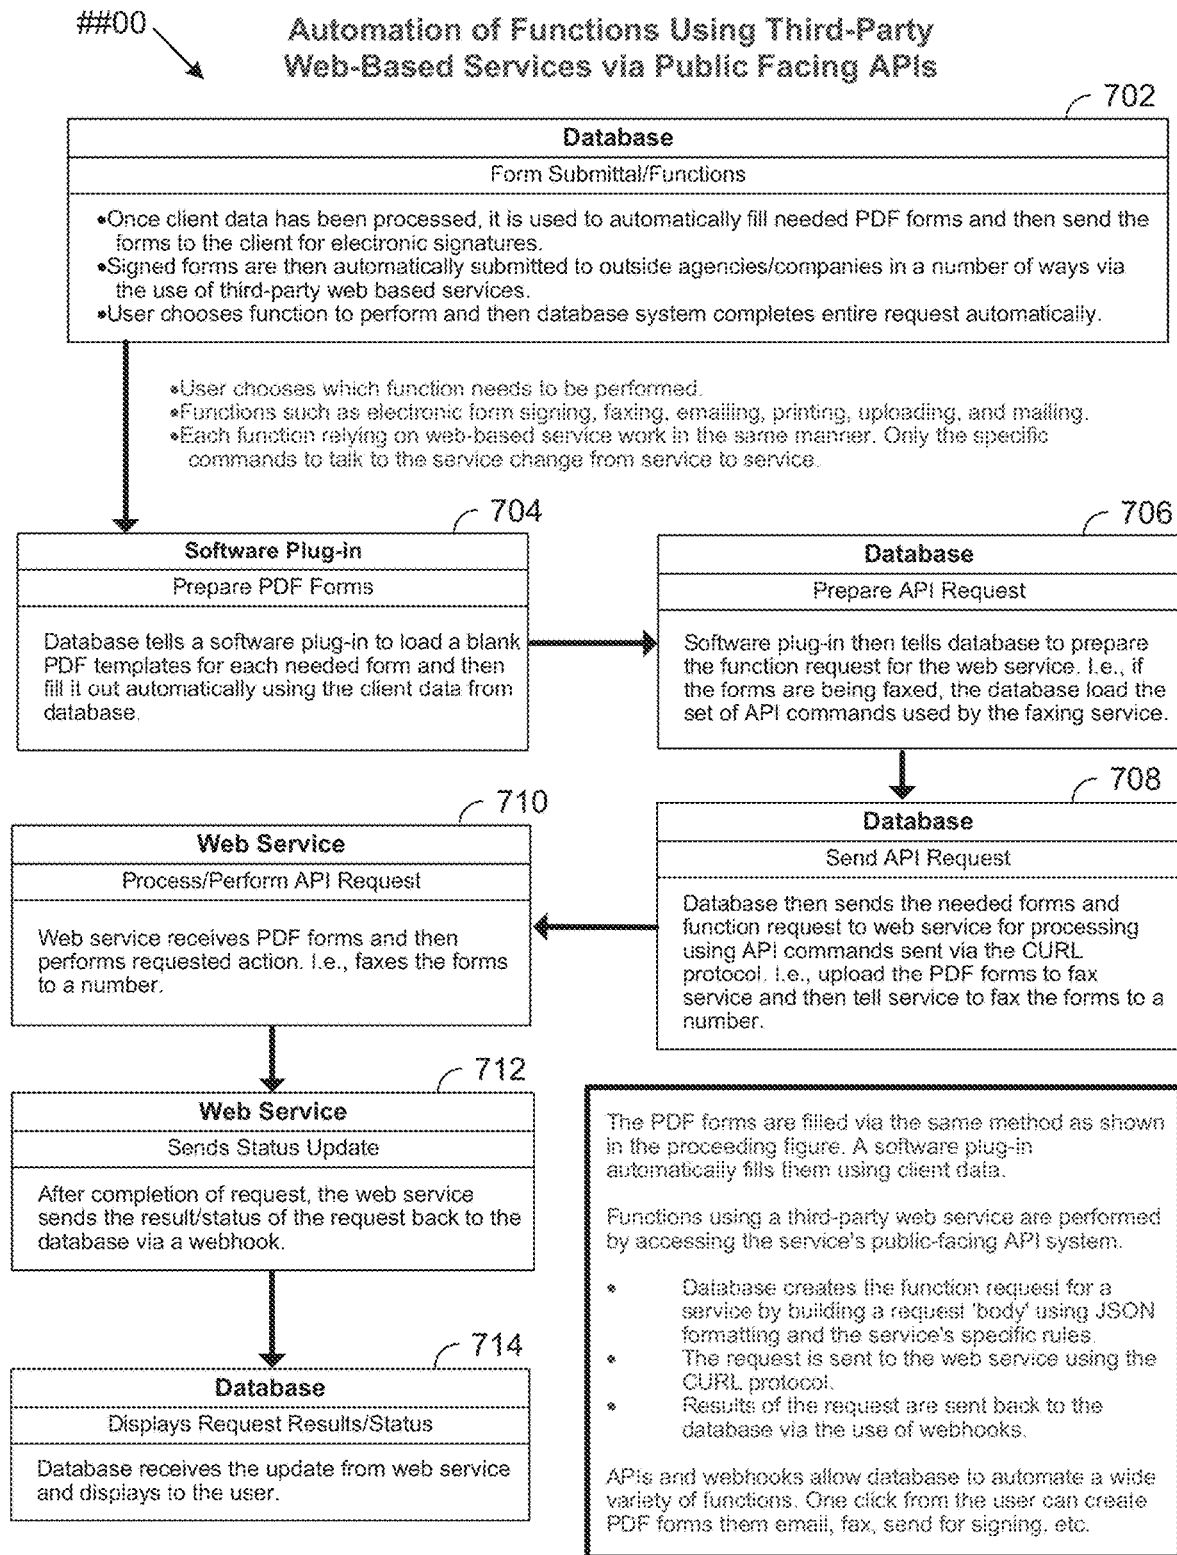 ##00
Automation of Functions Using Third-Party
Web-Based Services via Public Facing APIs
702
Database
Form Submittal/Functions
•Once client data has been processed, it is used to automatically fill needed PDF forms and then send the
forms to the client for electronic signatures.
•Signed forms are then automatically submitted to outside agencies/companies in a number of ways via
the use of third-party web based services.
•User chooses function to perform and then database system completes entire request automatically.
•User chooses which function needs to be performed.
•Functions such as electronic form signing, faxing, emailing, printing, uploading, and mailing.
•Each function relying on web-based service work in the same manner. Only the specific
commands to talk to the service change from service to service.
704
Software Plug-in
Prepare PDF Forms
Database tells a software plug-in to load a blank
PDF templates for each needed form and then
fill it out automatically using the client data from
database.
706
Database
Prepare API Request
Software plug-in then tells database to prepare
the function request for the web service. I.e., if
the forms are being faxed, the database load the
set of API commands used by the faxing service.
708
Database
Send API Request
Database then sends the needed forms and
function request to web service for processing
using API commands sent via the CURL
protocol. I.e., upload the PDF forms to fax
service and then tell service to fax the forms to a
number.
710
Web Service
Process/Perform API Request
Web service receives PDF forms and then
performs requested action. I.e., faxes the forms
to a number.
712
Web Service
Sends Status Update
After completion of request, the web service
sends the result/status of the request back to the
database via a webhook.
714
Database
Displays Request Results/Status
Database receives the update from web service
and displays to the user.
The PDF forms are filled via the same method as shown
in the proceeding figure. A software plug-in
automatically fills them using client data.
Functions using a third-party web service are performed
by accessing the service's public-facing API system.
• Database creates the function request for a
service by building a request 'body' using JSON
formatting and the service's specific rules.
• The request is sent to the web service using the
CURL protocol.
• Results of the request are sent back to the
database via the use of webhooks.
APIs and webhooks allow database to automate a wide
variety of functions. One click from the user can create
PDF forms them email, fax, send for signing, etc.